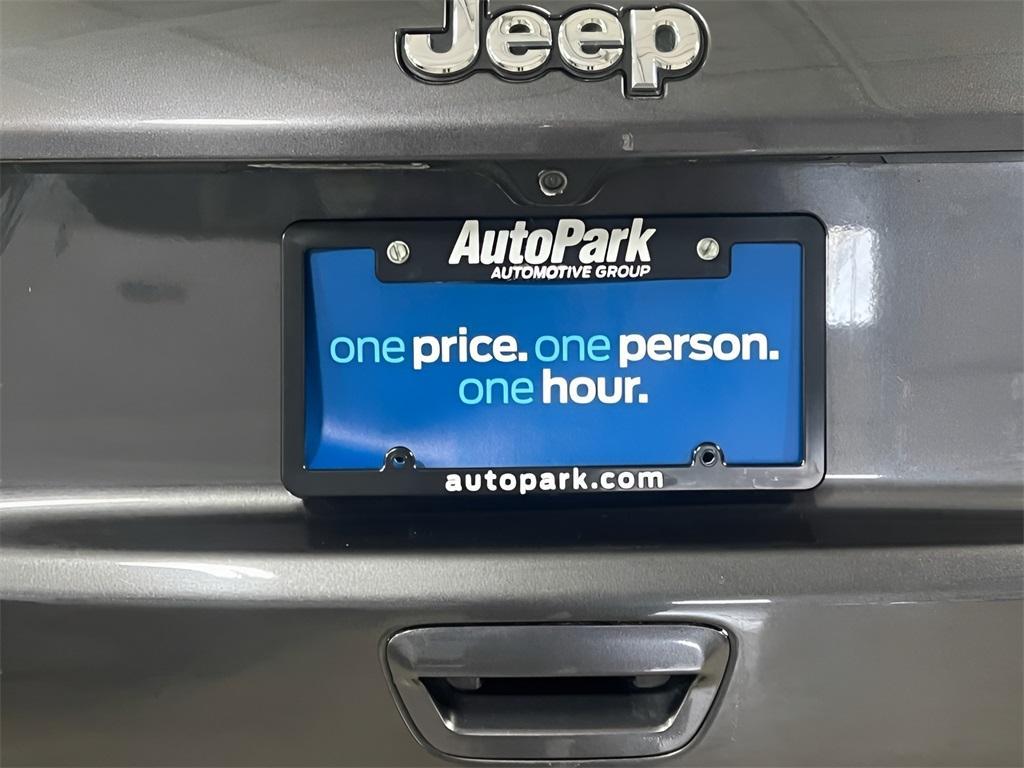 Jeep
AutoPark
AUTOMOTIVE GROUP
one price. one person.
one hour.
autopark.com